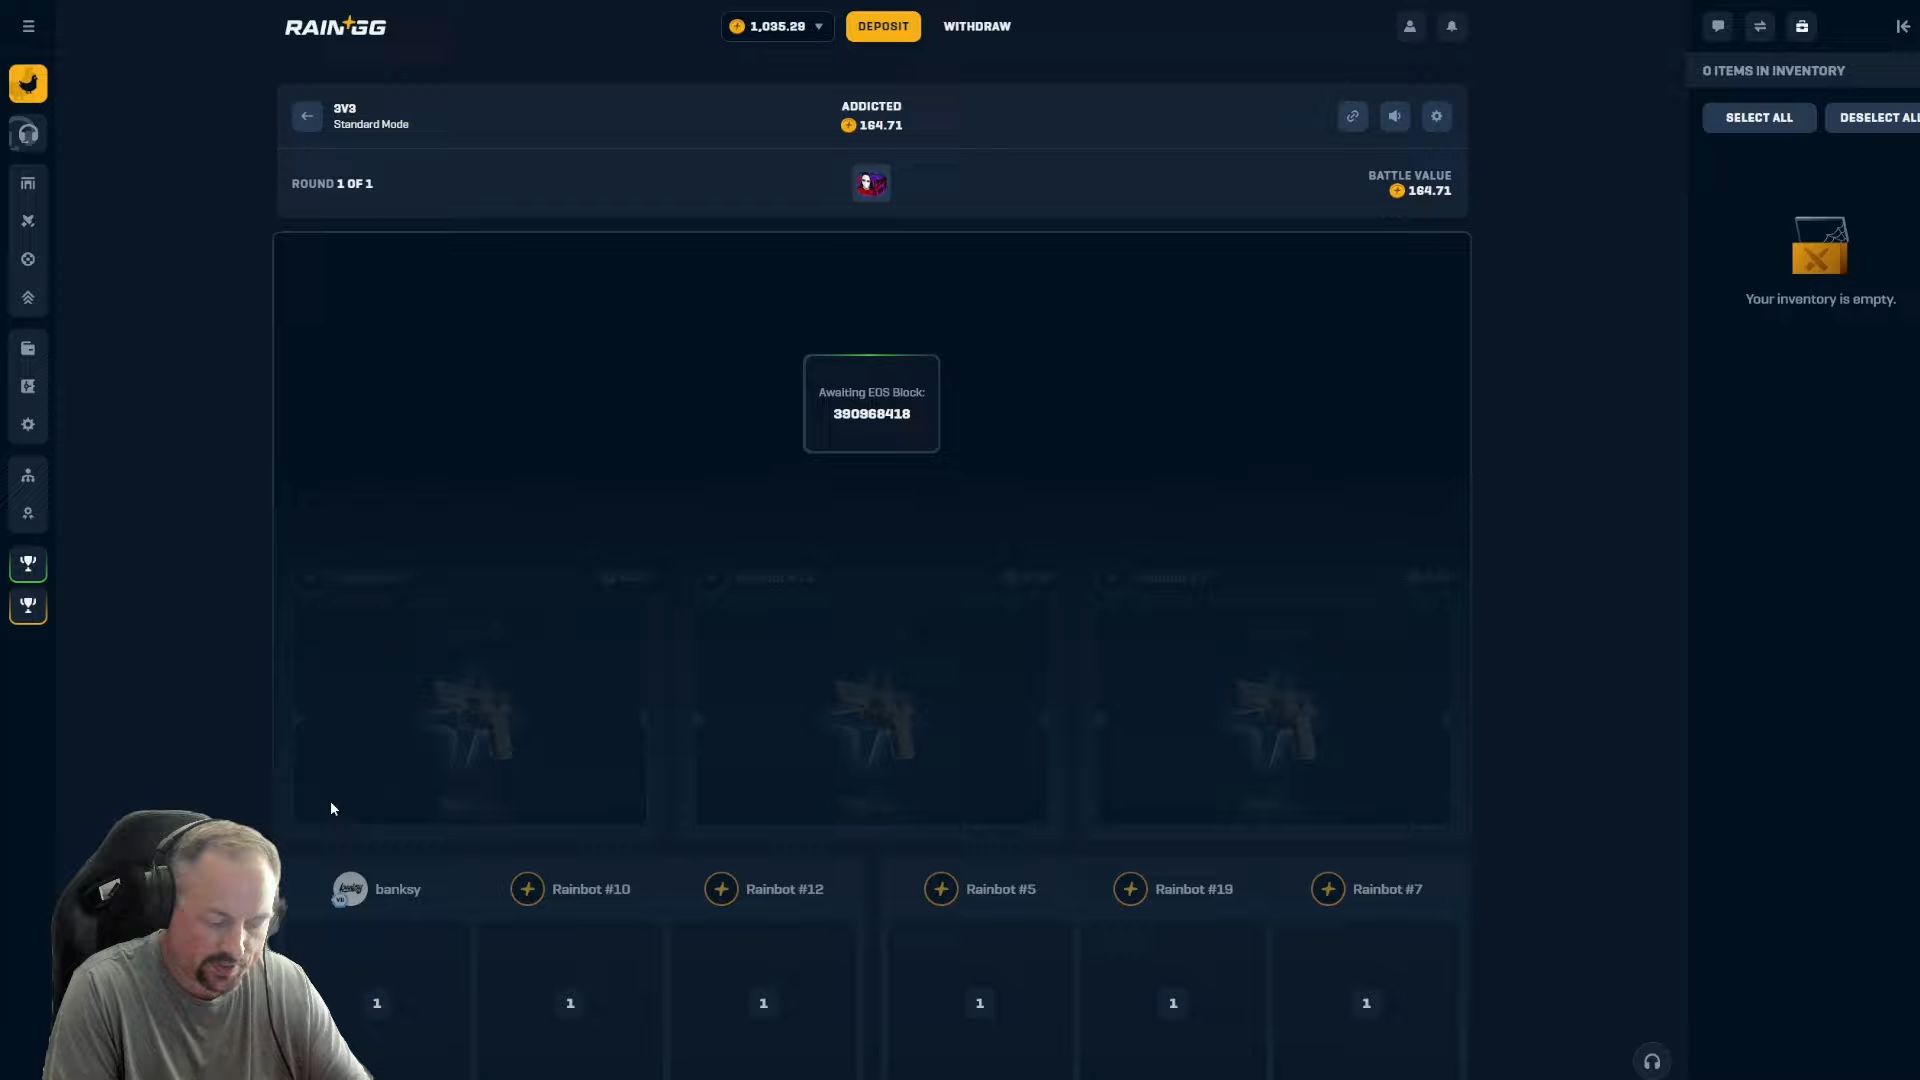 RAIN GG
1,035.29
DEPOSIT
WITHDRAW
0 ITEMS IN INVENTORY
SELECT ALL
DESELECT ALL
Your inventory is empty.
3V3
Standard Mode
ADDICTED
164.71
ROUND 1 OF 1
BATTLE VALUE
164.71
Awaiting EOS Block:
390968418
banksy
Rainbot #10
Rainbot #12
Rainbot #5
Rainbot #19
Rainbot #7
1
1
1
1
1
1